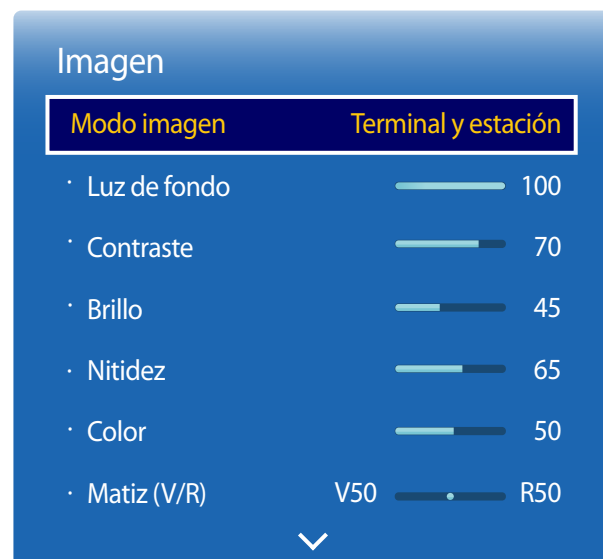 Imagen
Modo imagen Terminal y estación
· Luz de fondo 100
· Contraste 70
· Brillo 45
· Nitidez 65
· Color 50
· Matiz (V/R) V50 R50